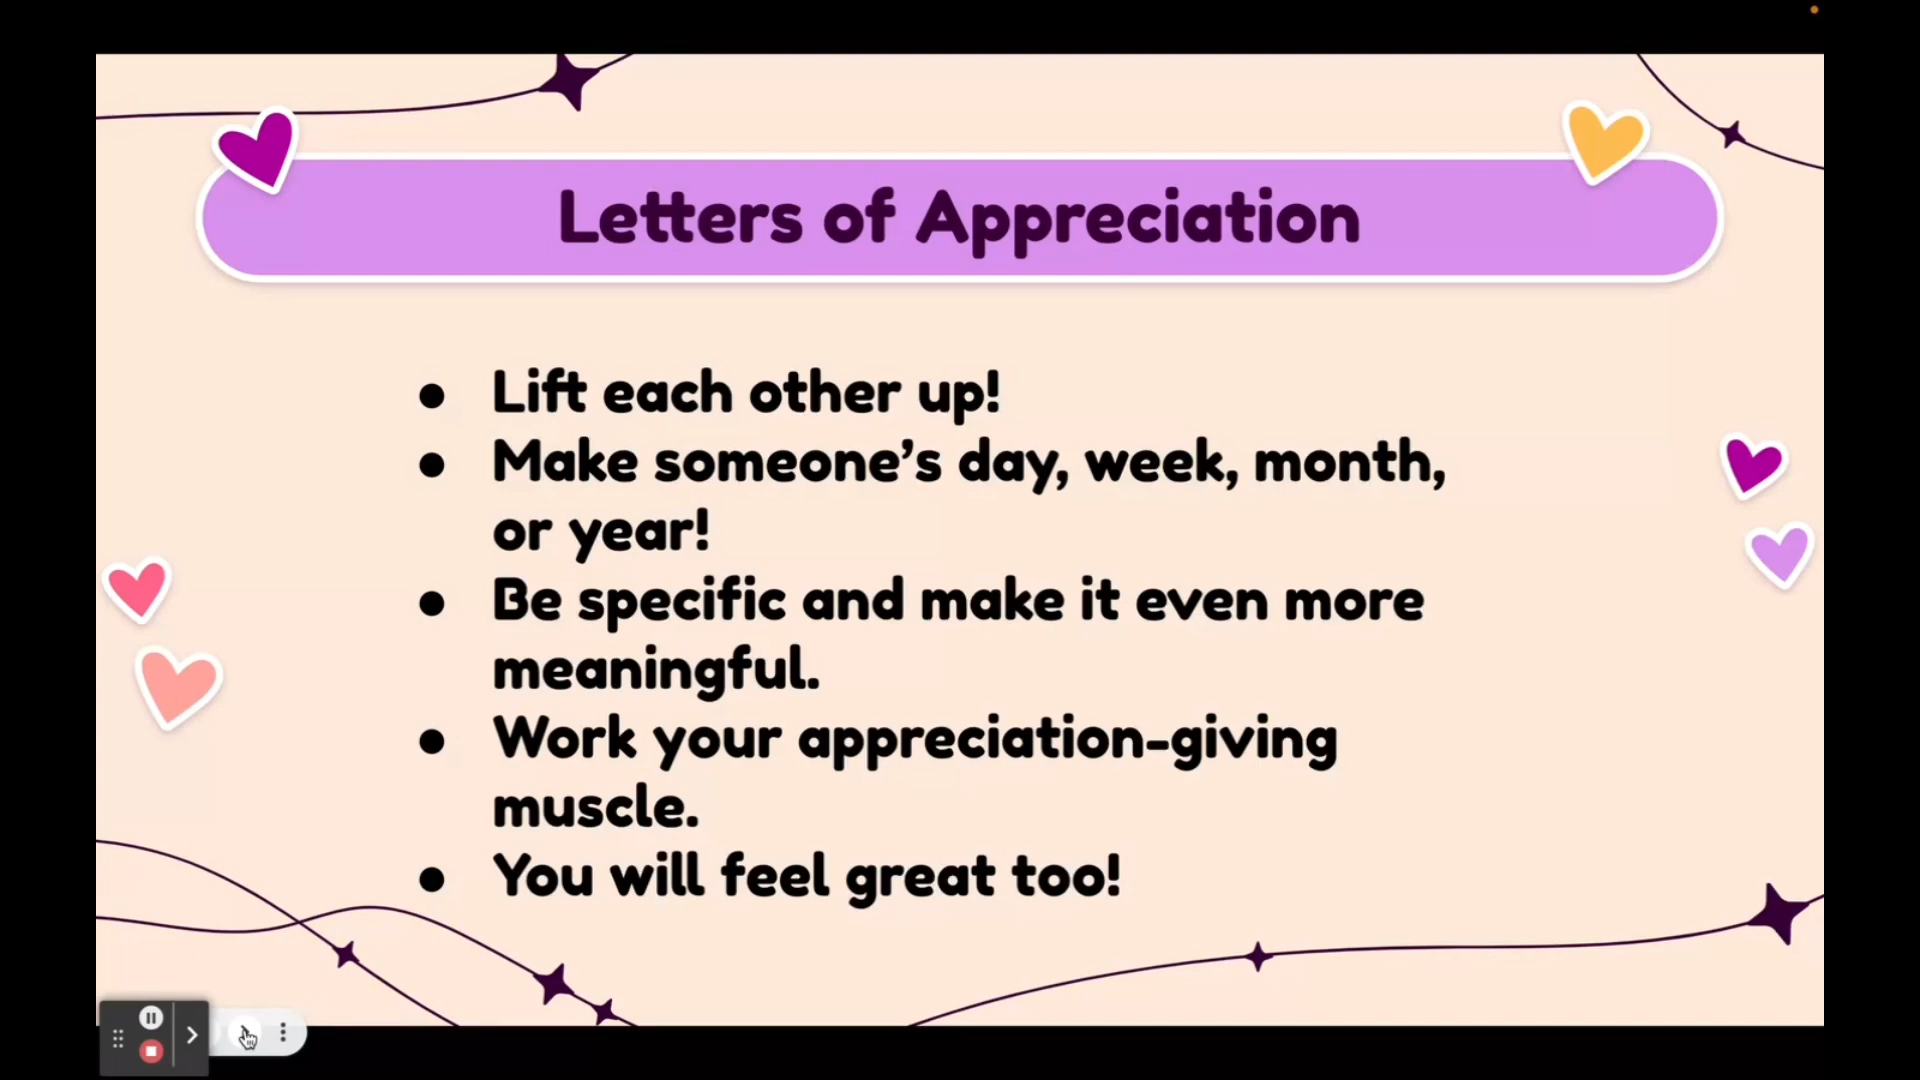 Letters of Appreciation
● Lift each other up!
● Make someone's day, week, month,
or year!
● Be specific and make it even more
meaningful.
● Work your appreciation-giving
muscle.
● You will feel great too!